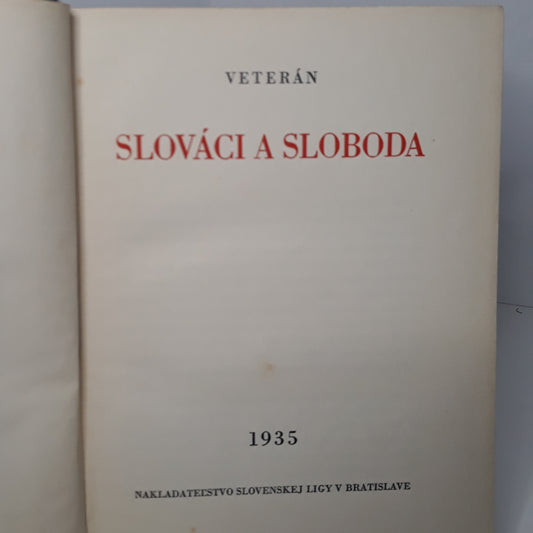 VETERÁN
SLOVÁCI A SLOBODA
1935
NAKLADATEĽSTVO SLOVENSKEJ LIGY V BRATISLAVE